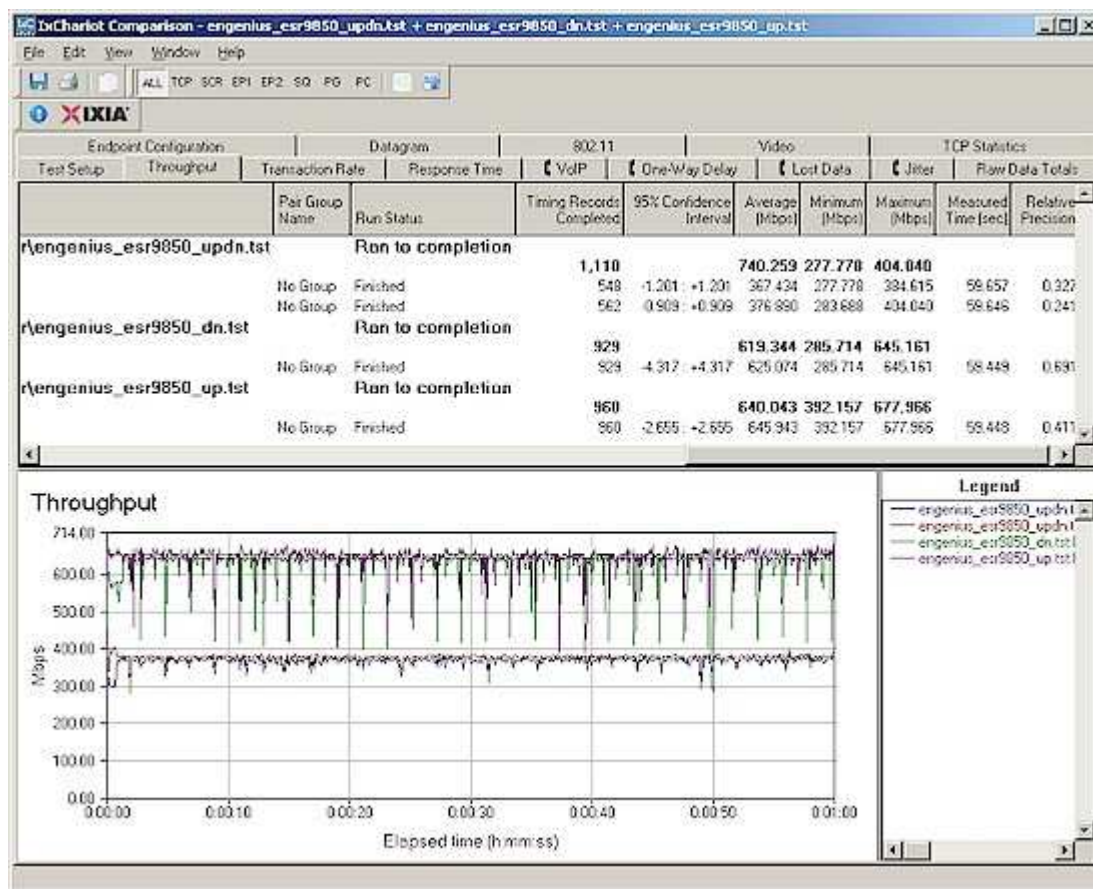 IxChariot Comparison - engenius_esr9850_updn.tst + engenius_esr9850_dn.tst + engenius_esr9850_up.tst
File Edit View Window Help
ALL TCP SCR EP1 EP2 SQ PG PC
IXIA
Endpoint Configuration Datagram 802.11 Video TCP Statistics
Test Setup Throughput Transaction Rate Response Time VoIP One-Way Delay Lost Data Jitter Raw Data Totals
Pair Group Name Run Status Timing Records Completed 95% Confidence Interval Average (Mbps) Minimum (Mbps) Maximum (Mbps) Measured Time (sec) Relative Precision
r\engenius_esr9850_updn.tst Ran to completion
1,110 740.259 277.778 404.040
No Group Finished 548 -1.201 : +1.201 367.434 277.778 384.615 59.657 0.327
No Group Finished 562 -0.909 : +0.909 376.890 283.688 404.040 59.646 0.241
r\engenius_esr9850_dn.tst Ran to completion
929 619.344 285.714 645.161
No Group Finished 929 -4.317 : +4.317 625.074 285.714 645.161 59.449 0.691
r\engenius_esr9850_up.tst Ran to completion
960 640.043 392.157 677.966
No Group Finished 960 -2.655 : +2.655 645.943 392.157 677.966 59.448 0.411
Throughput
Mbps
714.00
600.00
500.00
400.00
300.00
200.00
100.00
0.00
0:00:00 0:00:10 0:00:20 0:00:30 0:00:40 0:00:50 0:01:00
Elapsed time (h:mm:ss)
Legend
engenius_esr9850_updn.t
engenius_esr9850_updn.t
engenius_esr9850_dn.tst
engenius_esr9850_up.tst